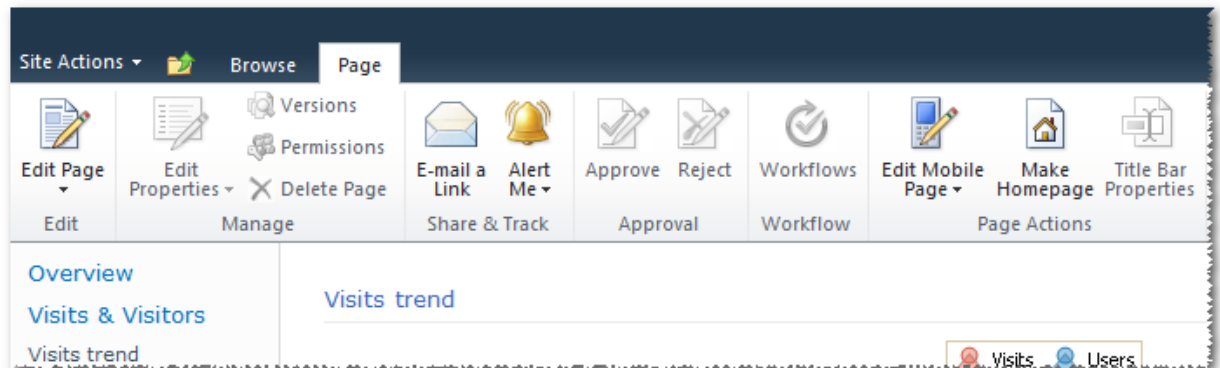 Site Actions Browse Page
Versions
Permissions
Edit Page Edit Properties Delete Page E-mail a Link Alert Me Approve Reject Workflows Edit Mobile Page Make Homepage Title Bar Properties
Edit Manage Share & Track Approval Workflow Page Actions
Overview
Visits trend
Visits & Visitors
Visits trend
Visits Users